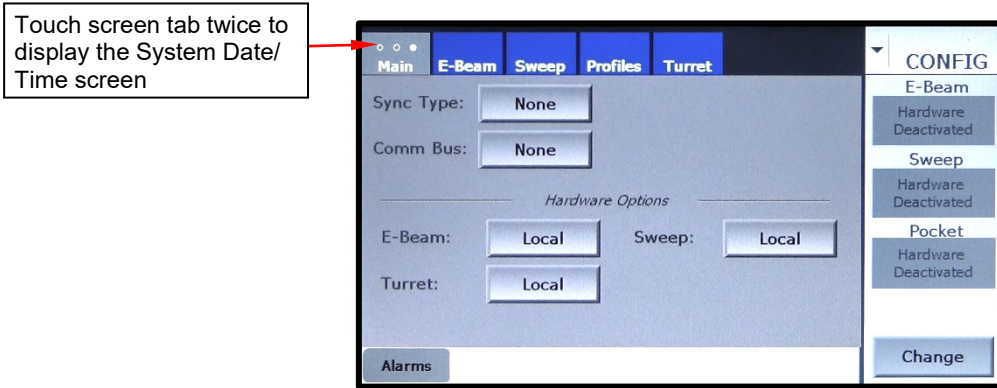 Touch screen tab twice to
display the System Date/
Time screen
Main E-Beam Sweep Profiles Turret
Sync Type: None
Comm Bus: None
Hardware Options
E-Beam: Local Sweep: Local
Turret: Local
Alarms
CONFIG
E-Beam
Hardware
Deactivated
Sweep
Hardware
Deactivated
Pocket
Hardware
Deactivated
Change